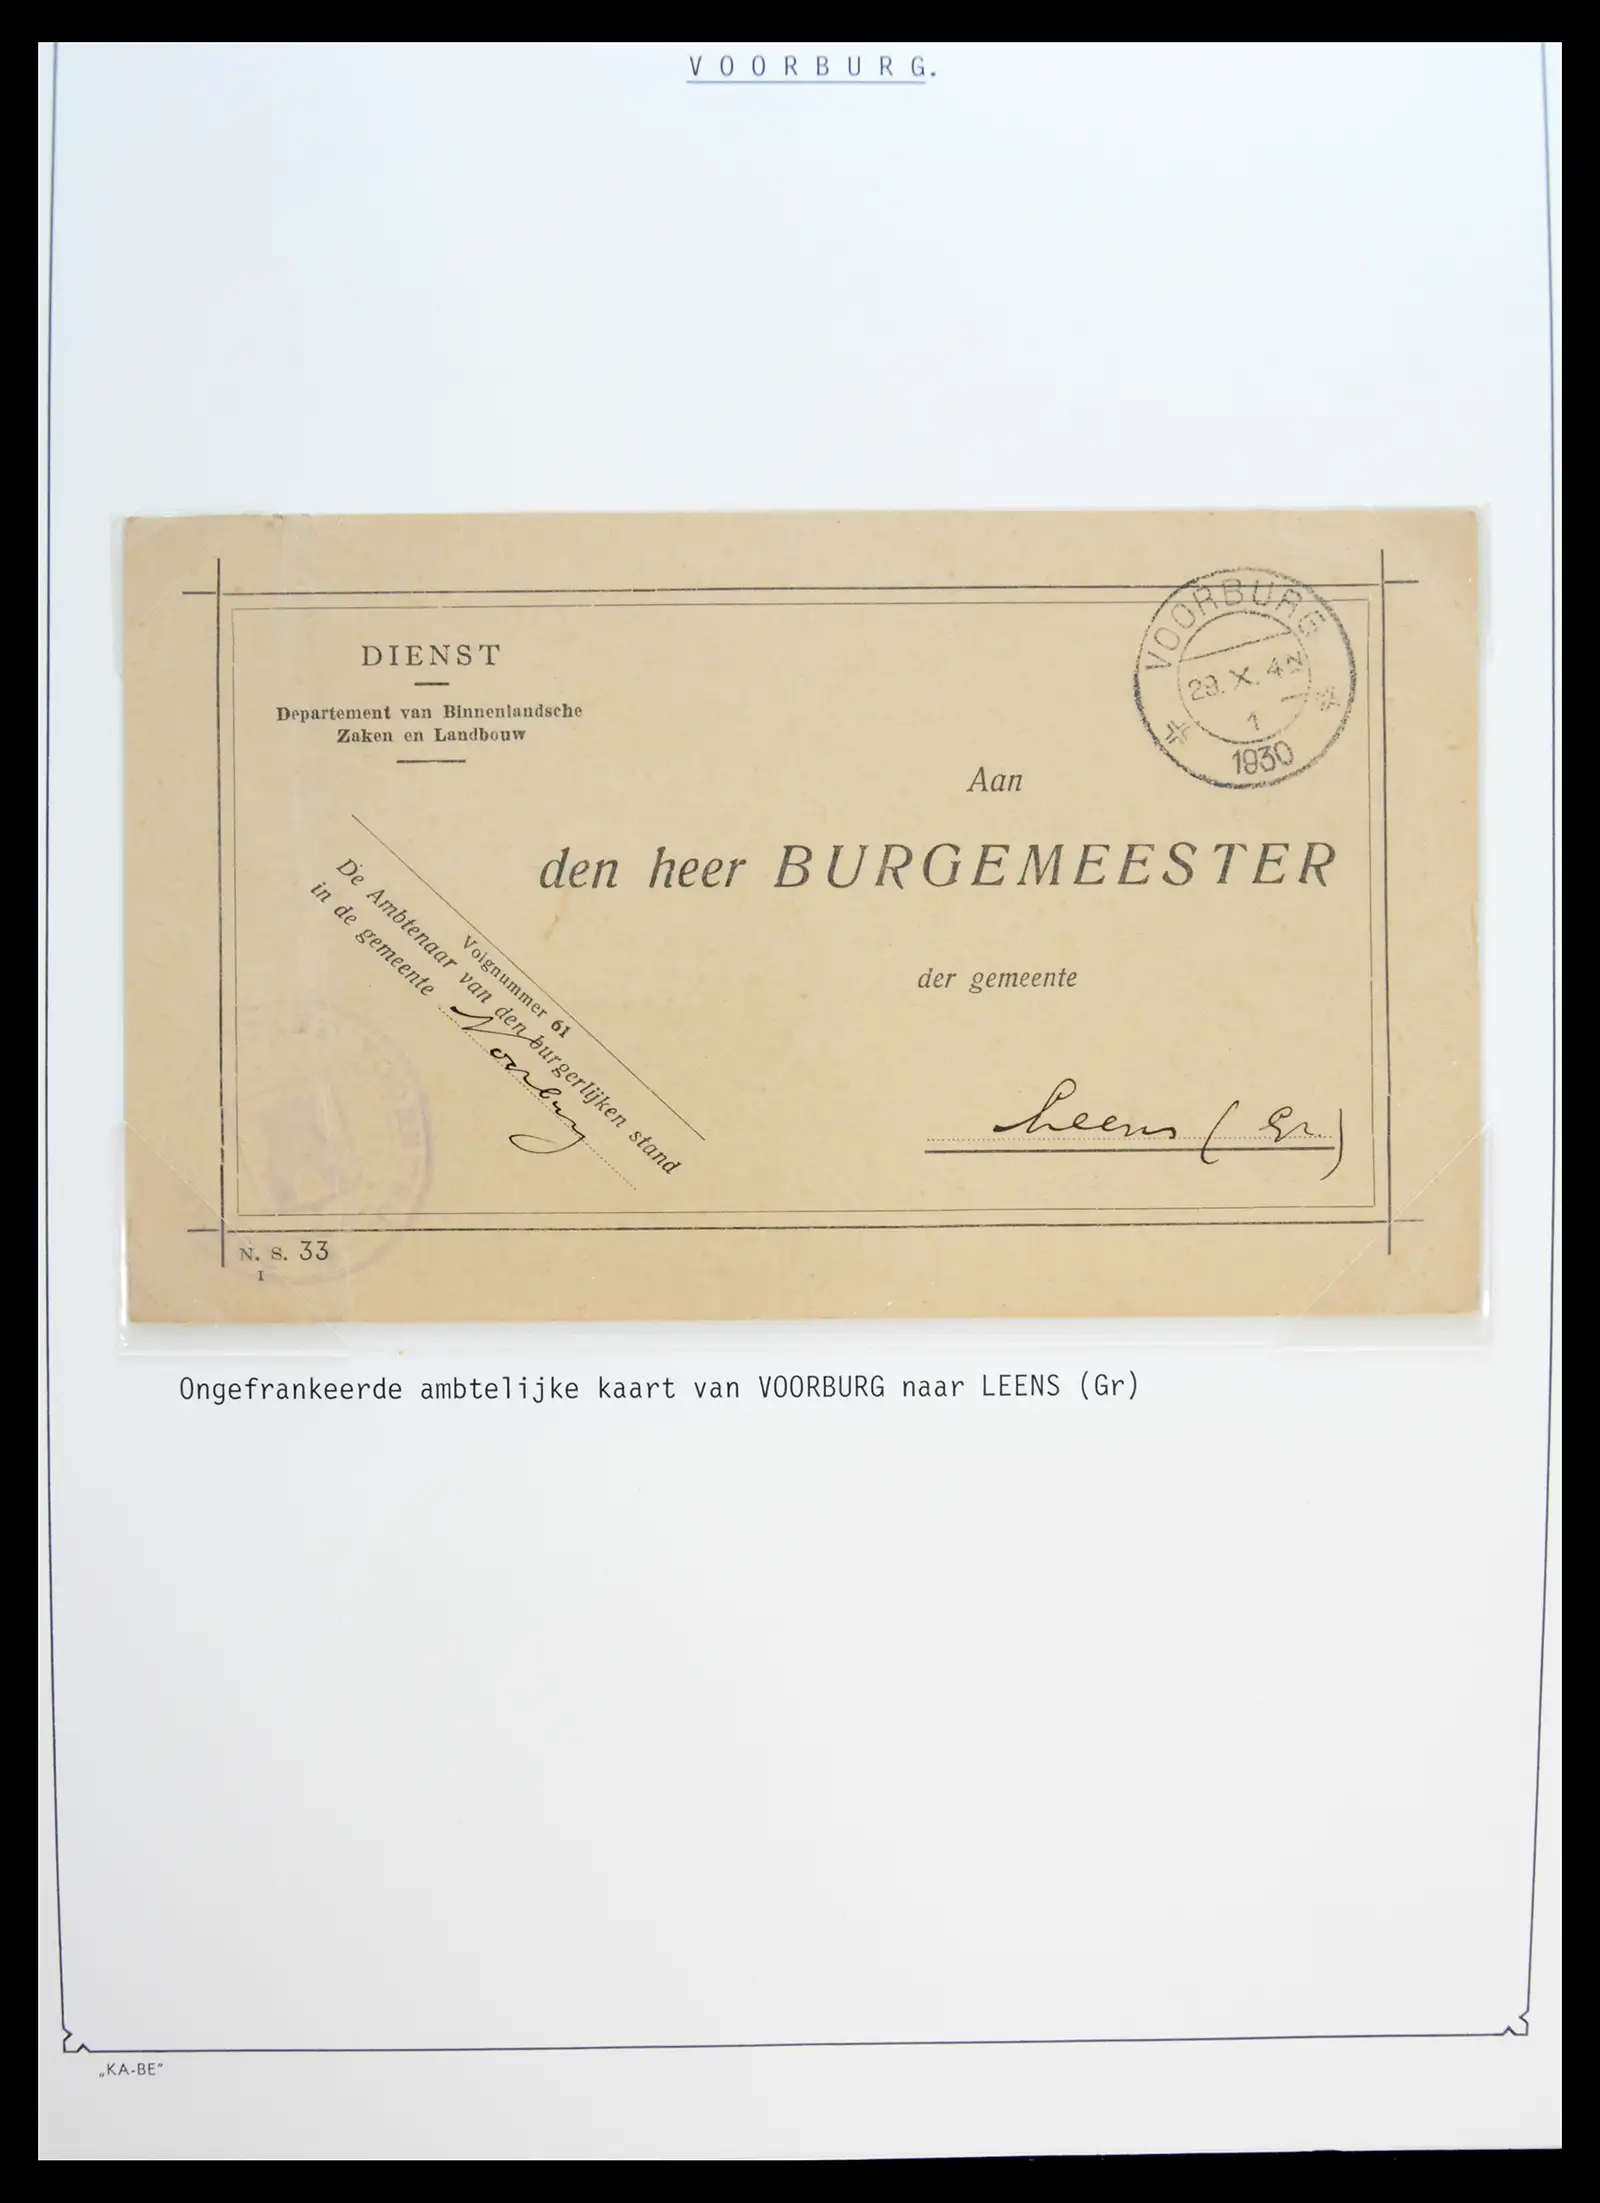 VOORBURG.
DIENST
Departement van Binnenlandsche
Zaken en Landbouw
VOORBURG
29.X.4N
1
1930
Aan
den heer BURGEMEESTER
der gemeente
Leens (Gr.)
Volgnummer 61
De Ambtenaar van den burgerlijken stand
in de gemeente Voorburg
N. S. 33
I
Ongefrankeerde ambtelijke kaart van VOORBURG naar LEENS (Gr)
„KA-BE”